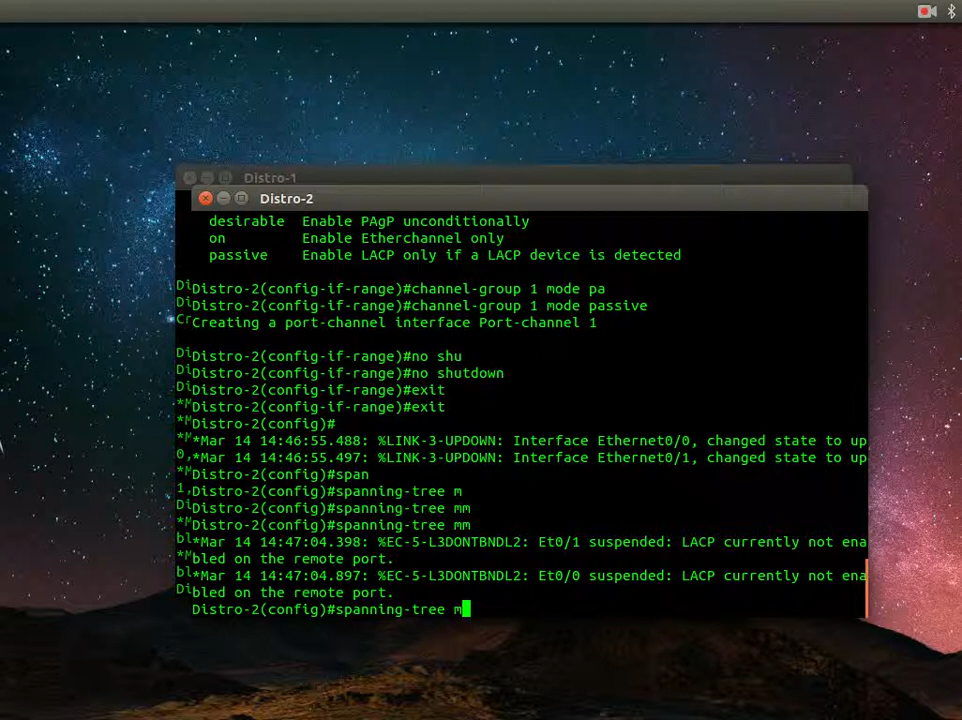 Distro-1
Distro-2
desirable  Enable PAgP unconditionally
on         Enable Etherchannel only
passive    Enable LACP only if a LACP device is detected
Distro-2(config-if-range)#channel-group 1 mode pa
Distro-2(config-if-range)#channel-group 1 mode passive
Creating a port-channel interface Port-channel 1
Distro-2(config-if-range)#no shu
Distro-2(config-if-range)#no shutdown
Distro-2(config-if-range)#exit
Distro-2(config-if-range)#exit
Distro-2(config)#
*Mar 14 14:46:55.488: %LINK-3-UPDOWN: Interface Ethernet0/0, changed state to up
*Mar 14 14:46:55.497: %LINK-3-UPDOWN: Interface Ethernet0/1, changed state to up
Distro-2(config)#span
Distro-2(config)#spanning-tree m
Distro-2(config)#spanning-tree mm
Distro-2(config)#spanning-tree mm
*Mar 14 14:47:04.398: %EC-5-L3DONTBNDL2: Et0/1 suspended: LACP currently not ena
bled on the remote port.
*Mar 14 14:47:04.897: %EC-5-L3DONTBNDL2: Et0/0 suspended: LACP currently not ena
bled on the remote port.
Distro-2(config)#spanning-tree m